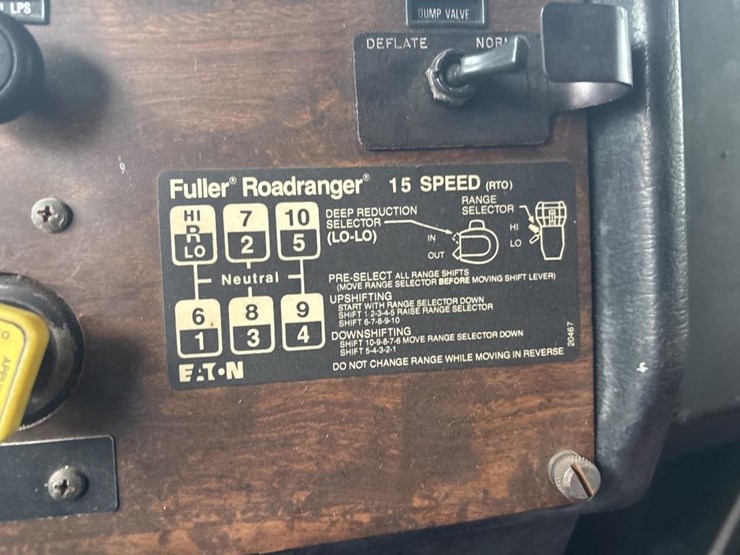 LPS
DUMP VALVE
DEFLATE
Fuller® Roadranger® 15 SPEED (RTO)
HI
R
LO
7
2
10
5
DEEP REDUCTION
SELECTOR
(LO-LO)
IN
OUT
RANGE
SELECTOR
HI
LO
Neutral
6
1
8
3
9
4
PRE-SELECT ALL RANGE SHIFTS
(MOVE RANGE SELECTOR BEFORE MOVING SHIFT LEVER)
UPSHIFTING
START WITH RANGE SELECTOR DOWN
SHIFT 1-2-3-4-5 RAISE RANGE SELECTOR
SHIFT 6-7-8-9-10
DOWNSHIFTING
SHIFT 10-9-8-7-6 MOVE RANGE SELECTOR DOWN
SHIFT 5-4-3-2-1
DO NOT CHANGE RANGE WHILE MOVING IN REVERSE
20467
EATON